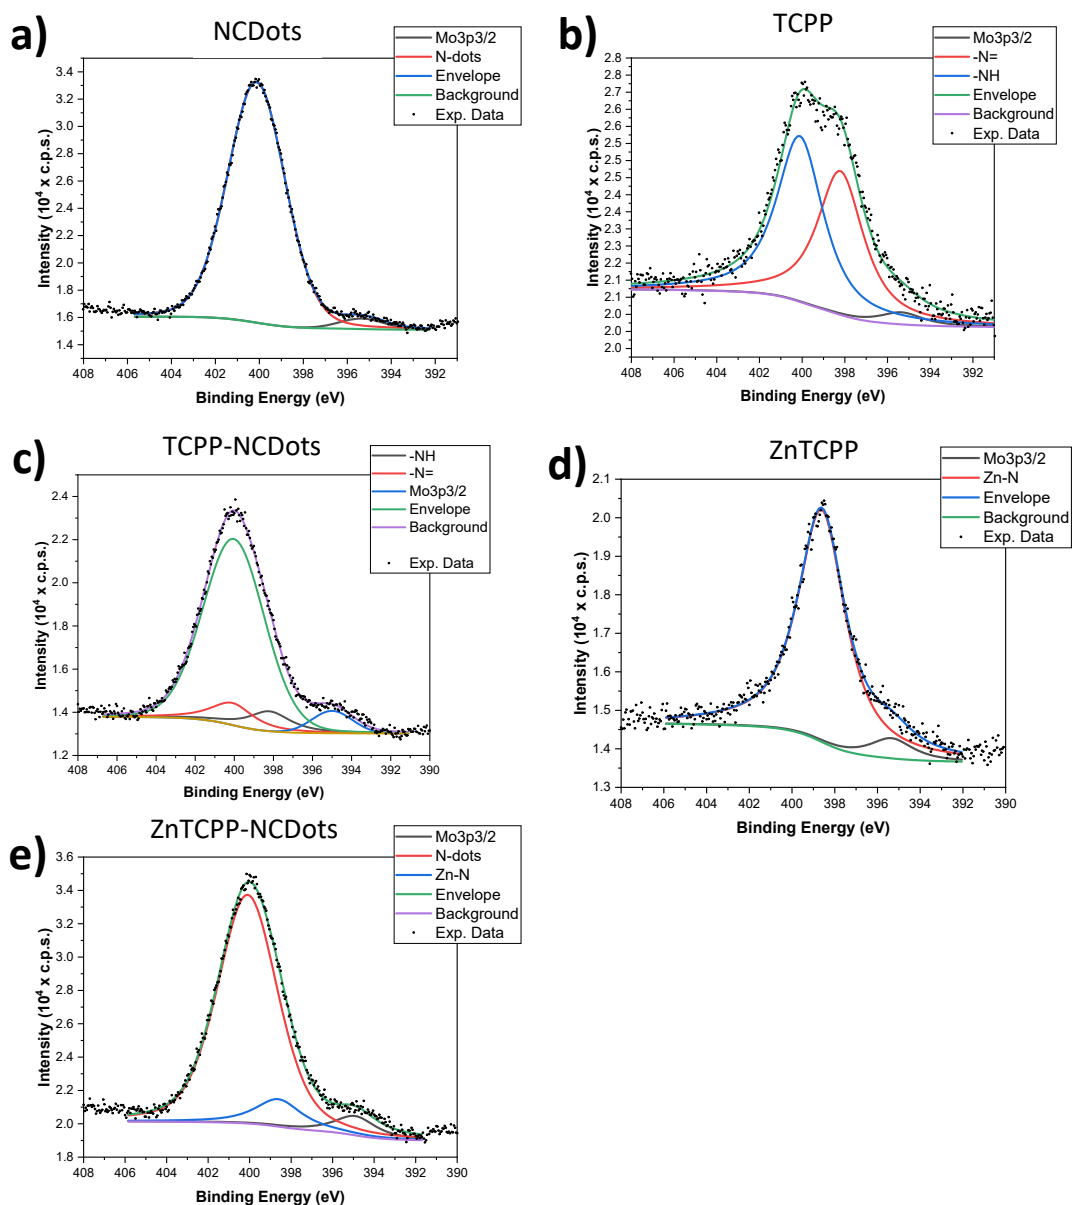 a)
NCDots
Mo3p3/2
N-dots
Envelope
Background
Exp. Data
3.4
3.2
3.0
2.8
2.6
2.4
2.2
2.0
1.8
1.6
1.4
Intensity (10⁴ x c.p.s.)
408 406 404 402 400 398 396 394 392
Binding Energy (eV)
b)
TCPP
Mo3p3/2
-N=
-NH
Envelope
Background
Exp. Data
2.8
2.8
2.7
2.6
2.6
2.5
2.5
2.4
2.3
2.2
2.2
2.1
2.1
2.0
2.0
2.0
Intensity (10⁴ x c.p.s.)
408 406 404 402 400 398 396 394 392
Binding Energy (eV)
c)
TCPP-NCDots
-NH
-N=
Mo3p3/2
Envelope
Background
Exp. Data
2.4
2.2
2.0
1.8
1.6
1.4
1.2
Intensity (10⁴ x c.p.s.)
408 406 404 402 400 398 396 394 392 390
Binding Energy (eV)
d)
ZnTCPP
Mo3p3/2
Zn-N
Envelope
Background
Exp. Data
2.1
2.0
1.9
1.8
1.7
1.6
1.5
1.4
1.3
Intensity (10⁴ x c.p.s.)
408 406 404 402 400 398 396 394 392 390
Binding Energy (eV)
e)
ZnTCPP-NCDots
Mo3p3/2
N-dots
Zn-N
Envelope
Background
Exp. Data
3.6
3.4
3.2
3.0
2.8
2.6
2.4
2.2
2.0
1.8
Intensity (10⁴ x c.p.s.)
408 406 404 402 400 398 396 394 392 390
Binding Energy (eV)